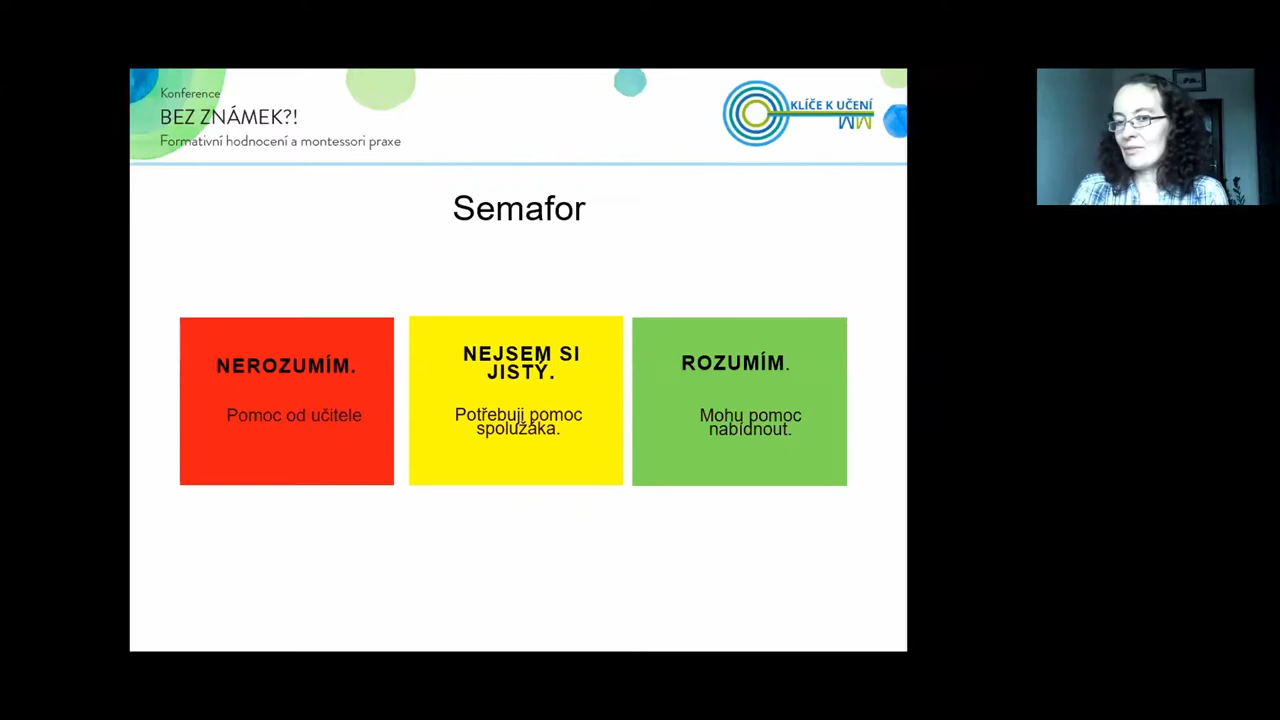 Konference
BEZ ZNÁMEK?!
Formativní hodnocení a montessori praxe
KLÍČE K UČENÍ
MM
Semafor
NEROZUMÍM.
Pomoc od učitele
NEJSEM SI
JISTÝ.
Potřebuji pomoc
spolužáka.
ROZUMÍM.
Mohu pomoc
nabídnout.